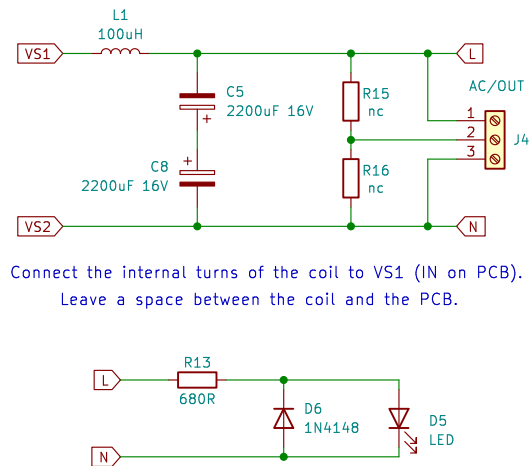 L1
100uH
VS1
L
C5
2200uF 16V
+
R15
nc
AC/OUT
1
2
3
J4
+
C8
2200uF 16V
R16
nc
VS2
N
Connect the internal turns of the coil to VS1 (IN on PCB).
Leave a space between the coil and the PCB.
R13
L
680R
D6
1N4148
D5
LED
N